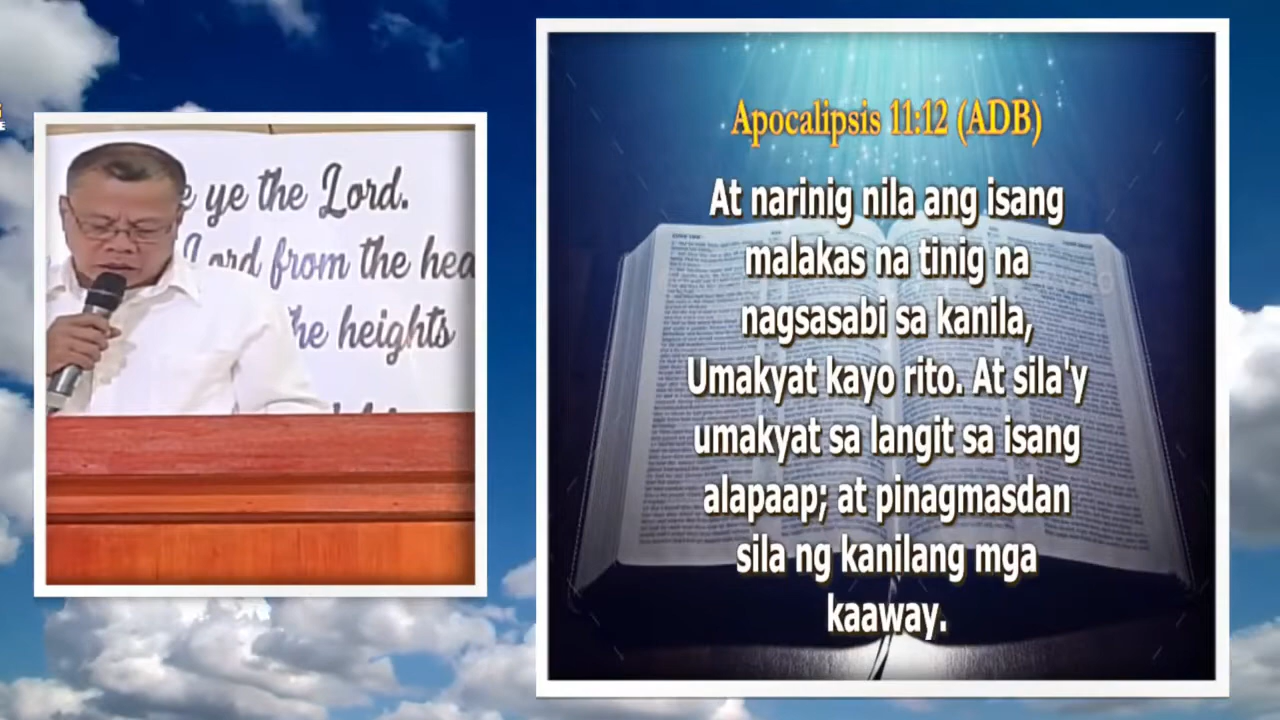 e ye the Lord.
Lord from the hea
the heights
Apocalipsis 11:12 (ADB)
At narinig nila ang isang
malakas na tinig na
nagsasabi sa kanila,
Umakyat kayo rito. At sila'y
umakyat sa langit sa isang
alapaap; at pinagmasdan
sila ng kanilang mga
kaaway.